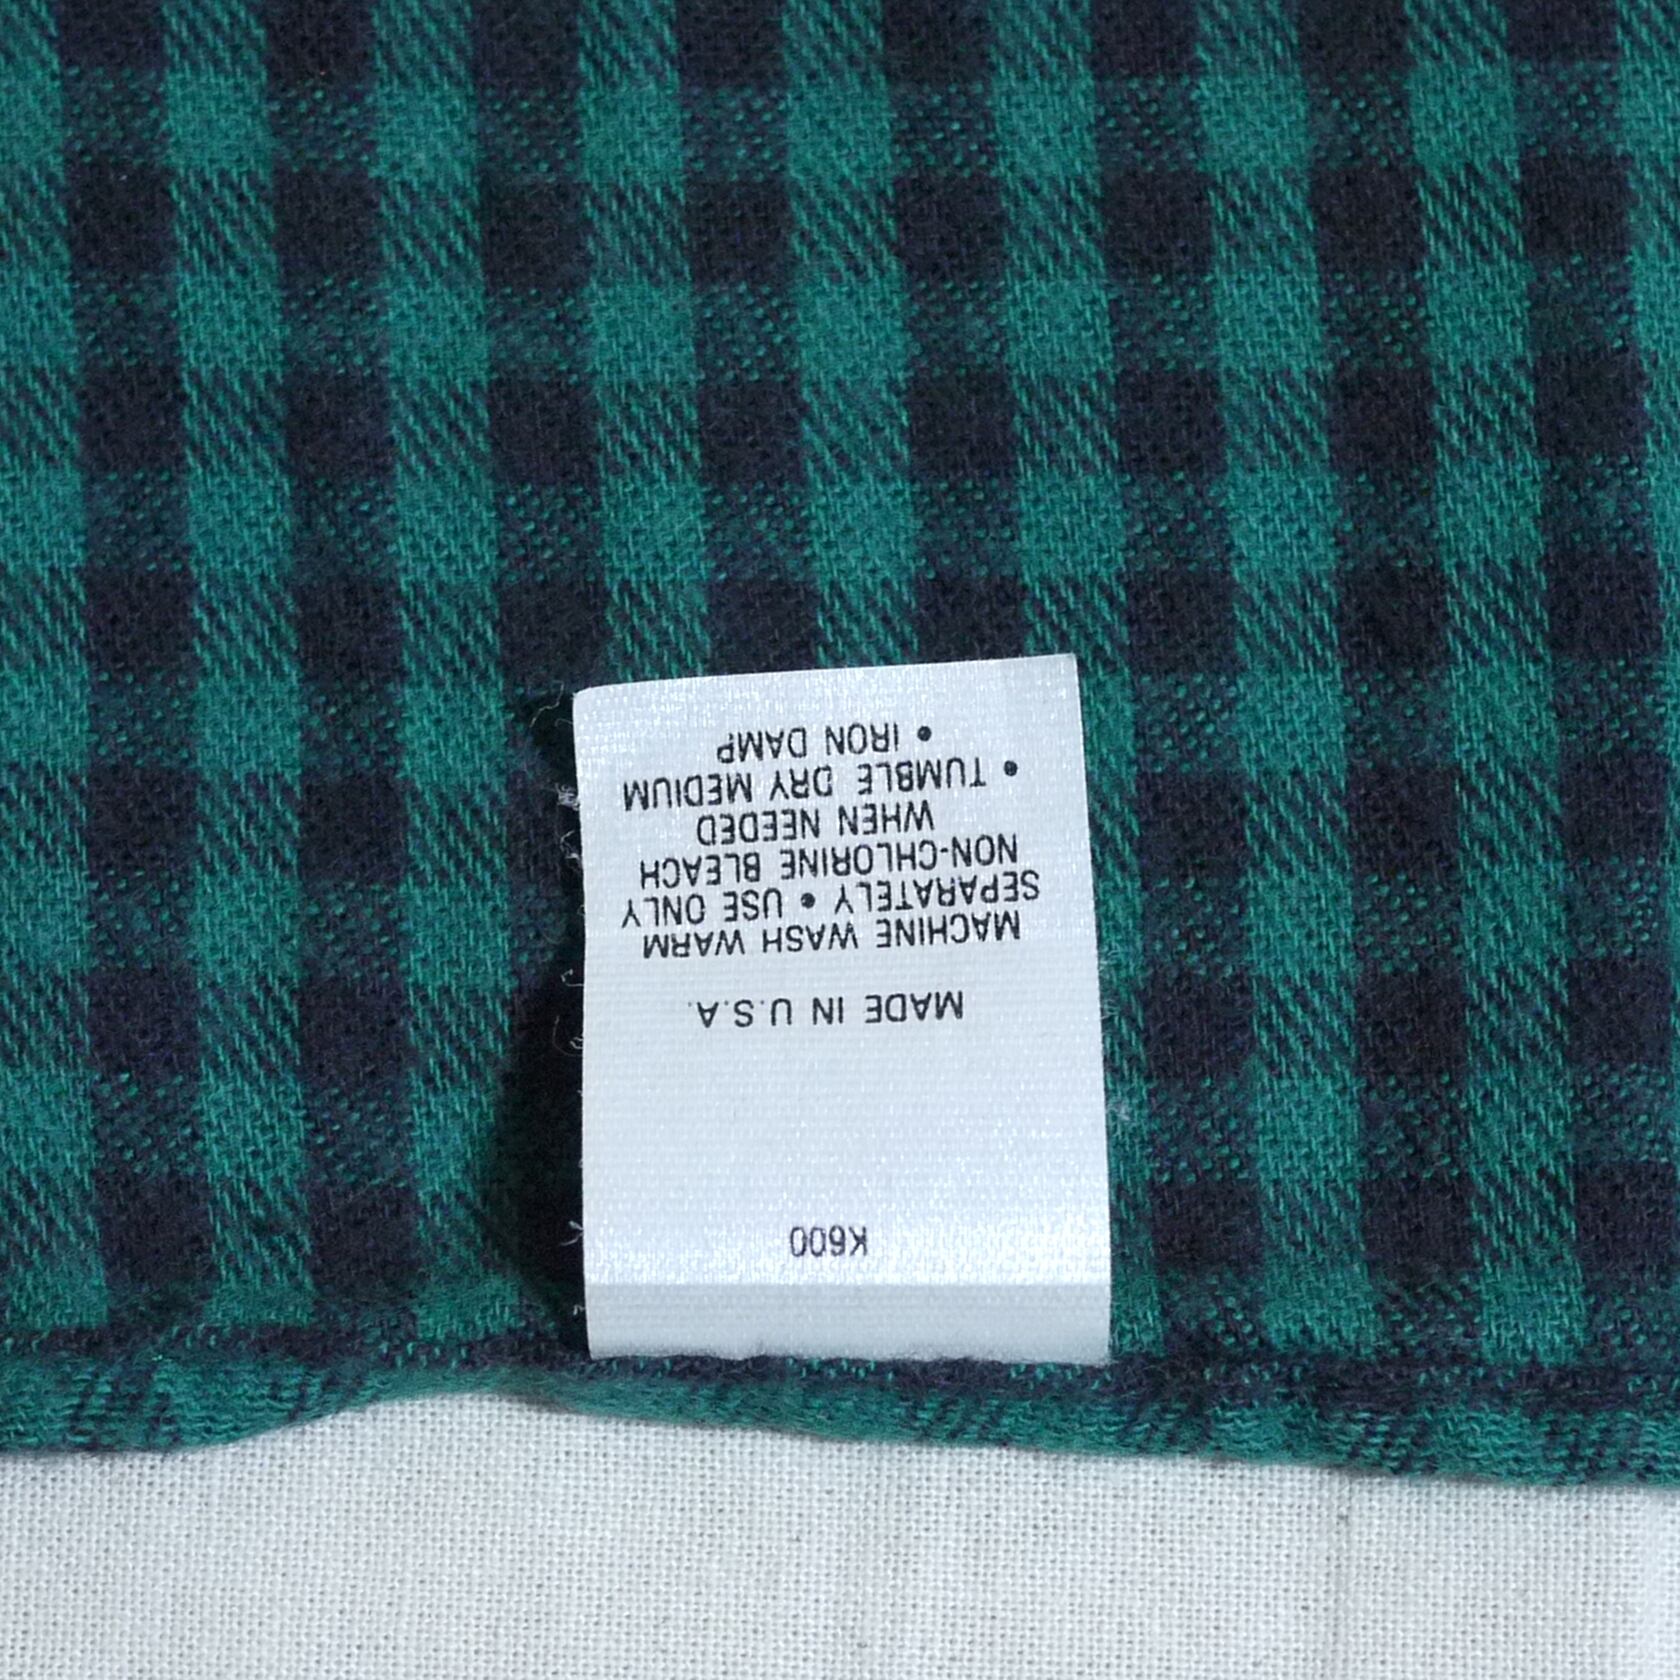 K600
MADE IN U.S.A.
MACHINE WASH WARM
SEPARATELY • USE ONLY
NON-CHLORINE BLEACH
WHEN NEEDED
• TUMBLE DRY MEDIUM
• IRON DAMP